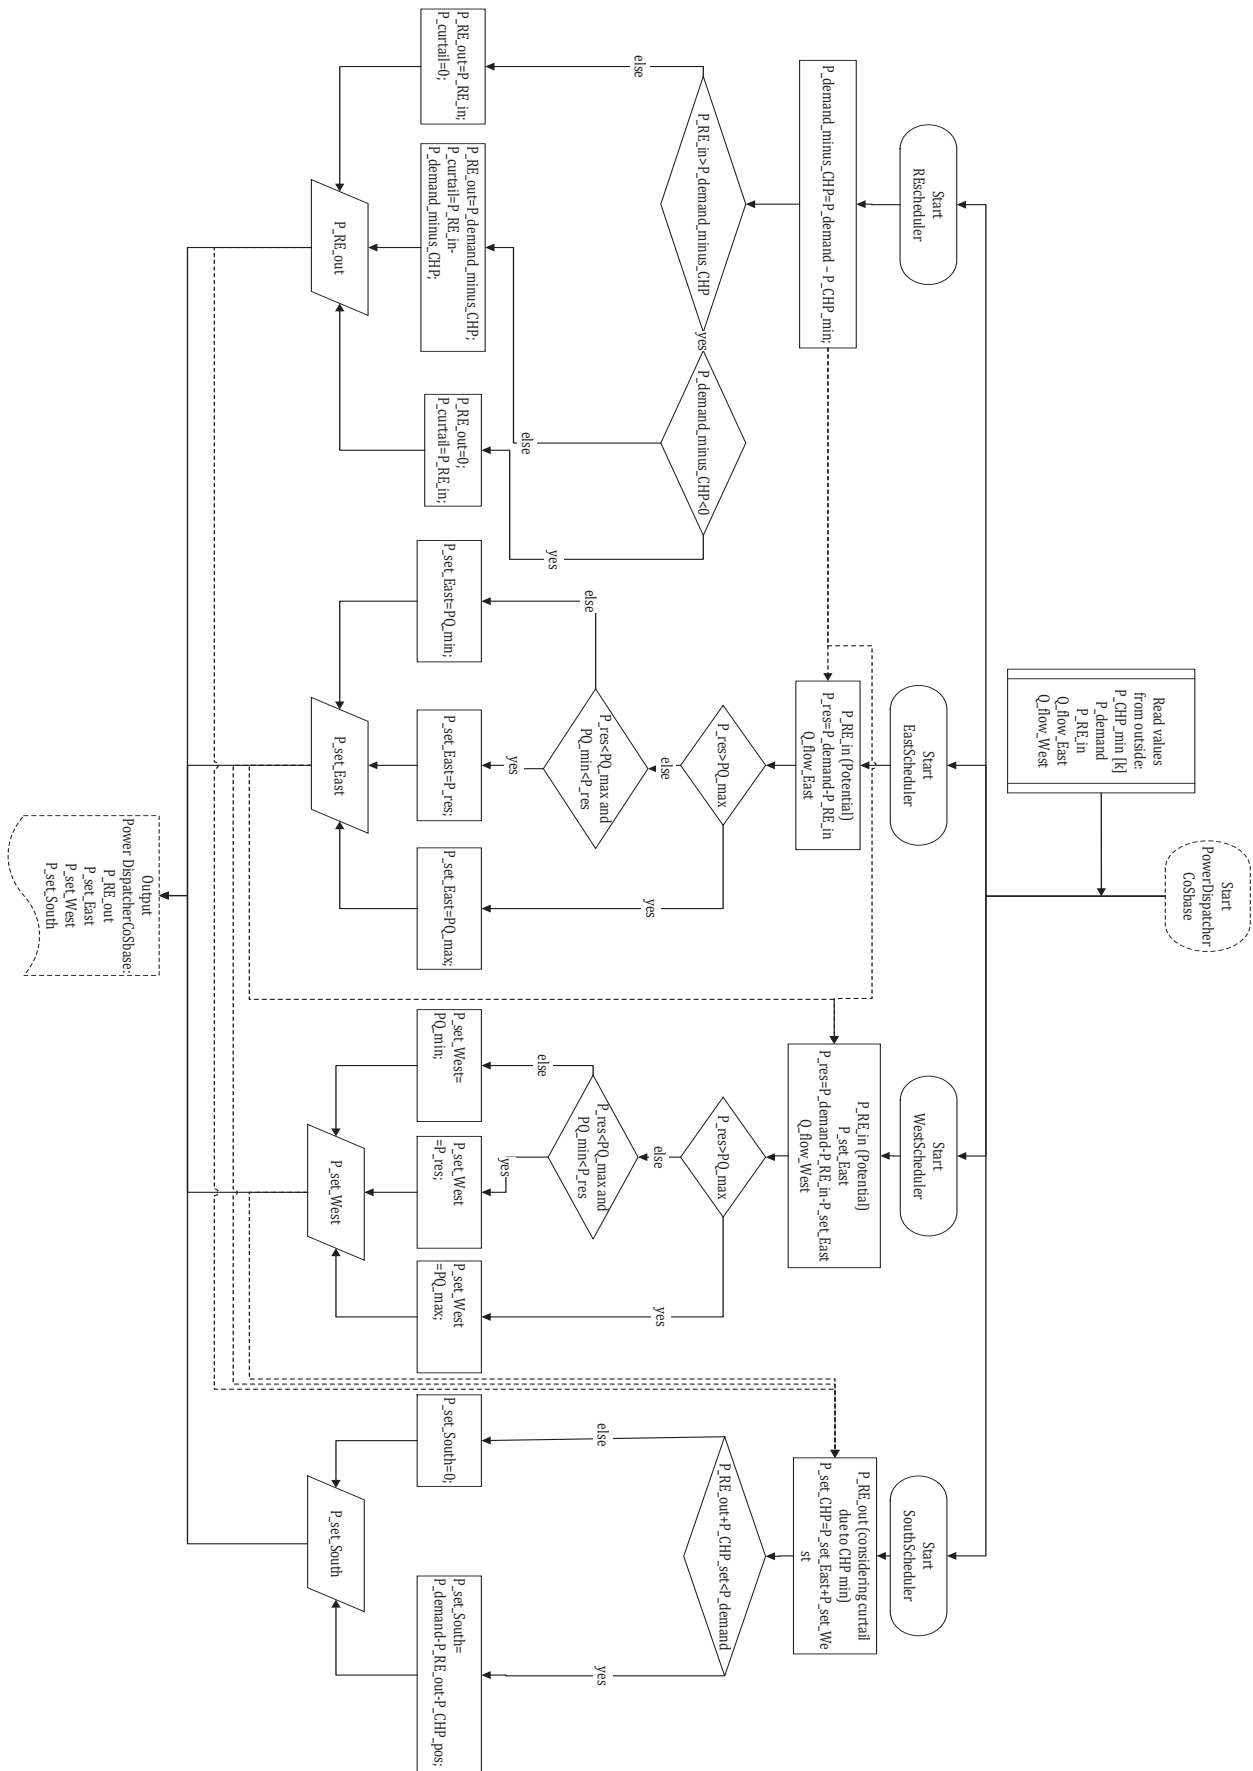 Start
PowerDispatcher
CoSbase
Read values
from outside:
P_CHP_min [k]
P_demand
P_RE_in
Q_flow_East
Q_flow_West
Start
REscheduler
P_demand_minus_CHP=P_demand – P_CHP_min;
P_RE_in>P_demand_minus_CHP
yes
P_demand_minus_CHP<0
else
else
yes
P_RE_out=P_RE_in;
P_curtail=0;
P_RE_out=P_demand_minus_CHP;
P_curtail=P_RE_in-
P_demand_minus_CHP;
P_RE_out=0;
P_curtail=P_RE_in;
P_RE_out
Start
EastScheduler
P_RE_in (Potential)
P_res=P_demand-P_RE_in
Q_flow_East
P_res>PQ_max
else
yes
P_res<PQ_max and
PQ_min<P_res
else
yes
P_set_East=PQ_min;
P_set_East=P_res;
P_set_East=PQ_max;
P_set_East
Start
WestScheduler
P_RE_in (Potential)
P_set_East
P_res=P_demand-P_RE_in-P_set_East
Q_flow_West
P_res>PQ_max
else
yes
P_res<PQ_max and
PQ_min<P_res
else
yes
P_set_West=
PQ_min;
P_set_West
=P_res;
P_set_West
=PQ_max;
P_set_West
Start
SouthScheduler
P_RE_out (considering curtail
due to CHP min)
P_set_CHP=P_set_East+P_set_We
st
P_RE_out+P_CHP_set<P_demand
else
yes
P_set_South=0;
P_set_South=
P_demand-P_RE_out-P_CHP_pos;
P_set_South
Output
Power DispatcherCoSbase:
P_RE_out
P_set_East
P_set_West
P_set_South